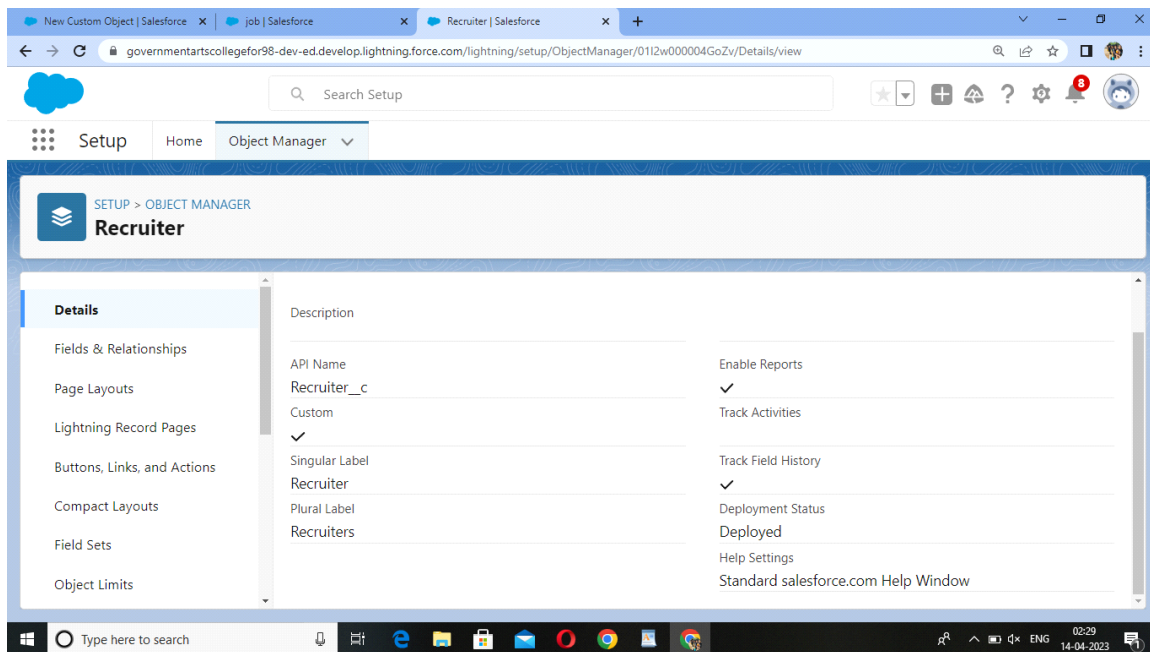 New Custom Object | Salesforce
job | Salesforce
Recruiter | Salesforce
governmentartscollegefor98-dev-ed.develop.lightning.force.com/lightning/setup/ObjectManager/01I2w000004GoZv/Details/view
Search Setup
8
Setup
Home
Object Manager
SETUP > OBJECT MANAGER
Recruiter
Details
Fields & Relationships
Page Layouts
Lightning Record Pages
Buttons, Links, and Actions
Compact Layouts
Field Sets
Object Limits
Description
API Name
Recruiter__c
Custom
Singular Label
Recruiter
Plural Label
Recruiters
Enable Reports
Track Activities
Track Field History
Deployment Status
Deployed
Help Settings
Standard salesforce.com Help Window
Type here to search
ENG
02:29
14-04-2023
1